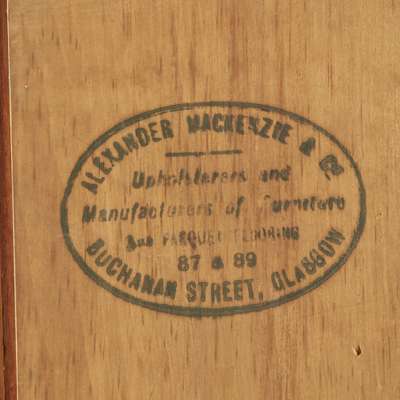 ALEXANDER MACKENZIE & Co.
Upholsterers and
Manufacturers of Furniture
And PARQUET FLOORING
87 & 89
BUCHANAN STREET, GLASGOW